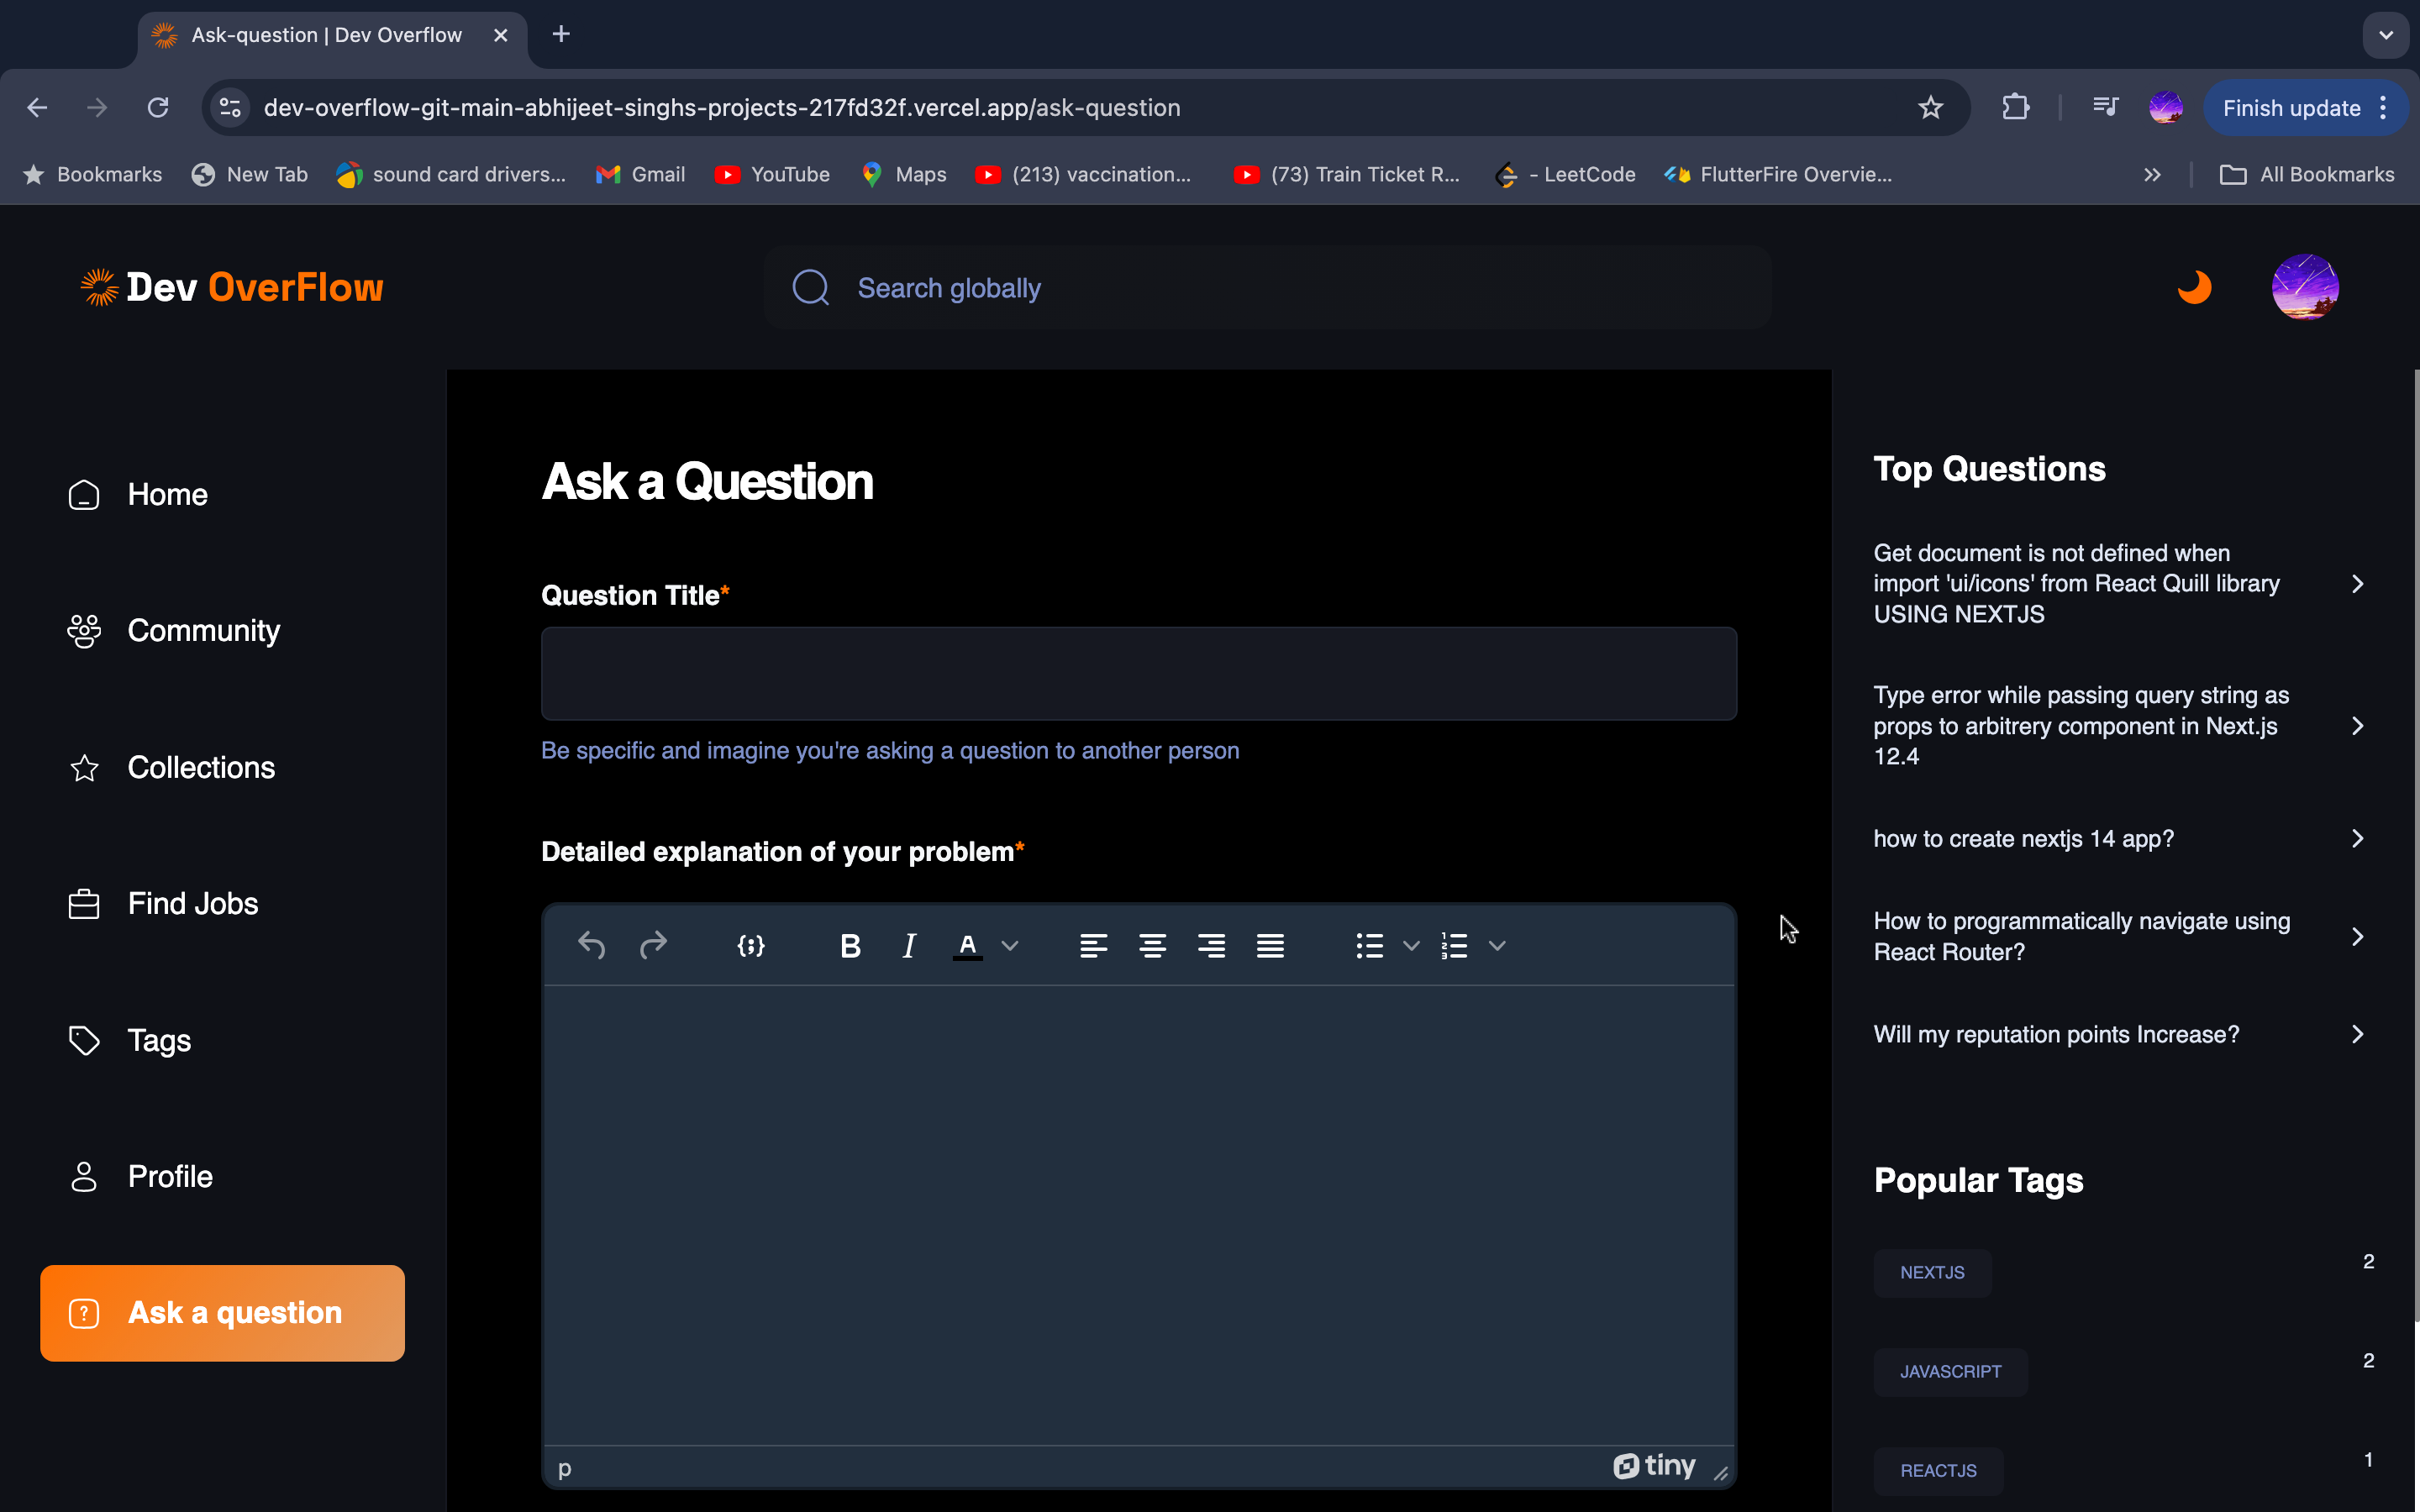 Ask-question | Dev Overflow
dev-overflow-git-main-abhijeet-singhs-projects-217fd32f.vercel.app/ask-question
Finish update
Bookmarks
New Tab
sound card drivers...
Gmail
YouTube
Maps
(213) vaccination...
(73) Train Ticket R...
- LeetCode
FlutterFire Overvie...
All Bookmarks
Dev OverFlow
Search globally
Home
Community
Collections
Find Jobs
Tags
Profile
Ask a question
Ask a Question
Question Title*
Be specific and imagine you're asking a question to another person
Detailed explanation of your problem*
B I A
p
tiny
Top Questions
Get document is not defined when
import 'ui/icons' from React Quill library
USING NEXTJS
Type error while passing query string as
props to arbitrery component in Next.js
12.4
how to create nextjs 14 app?
How to programmatically navigate using
React Router?
Will my reputation points Increase?
Popular Tags
NEXTJS 2
JAVASCRIPT 2
REACTJS 1